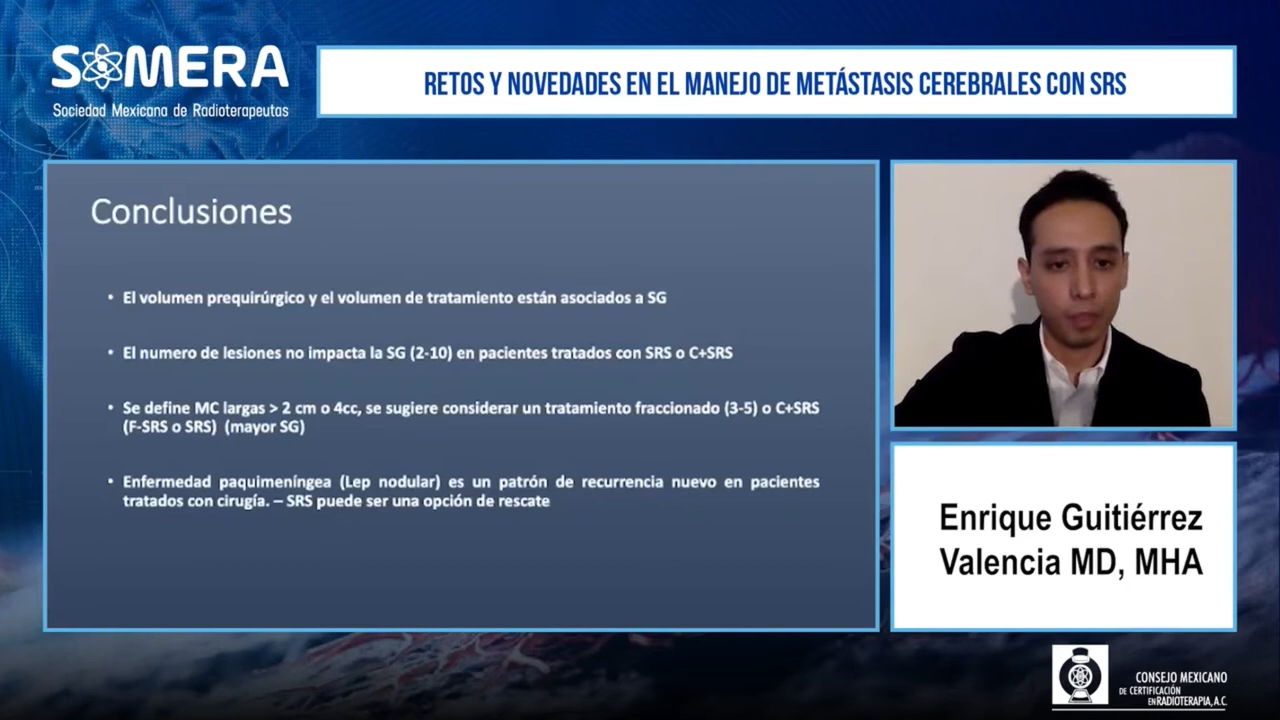 SOMERA
Sociedad Mexicana de Radioterapeutas
RETOS Y NOVEDADES EN EL MANEJO DE METÁSTASIS CEREBRALES CON SRS
Conclusiones
• El volumen prequirúrgico y el volumen de tratamiento están asociados a SG
• El numero de lesiones no impacta la SG (2-10) en pacientes tratados con SRS o C+SRS
• Se define MC largas > 2 cm o 4cc, se sugiere considerar un tratamiento fraccionado (3-5) o C+SRS
(F-SRS o SRS) (mayor SG)
• Enfermedad paquimeníngea (Lep nodular) es un patrón de recurrencia nuevo en pacientes
tratados con cirugía. – SRS puede ser una opción de rescate
Enrique Guitiérrez
Valencia MD, MHA
CONSEJO MEXICANO
DE CERTIFICACIÓN
EN RADIOTERAPIA, A.C.